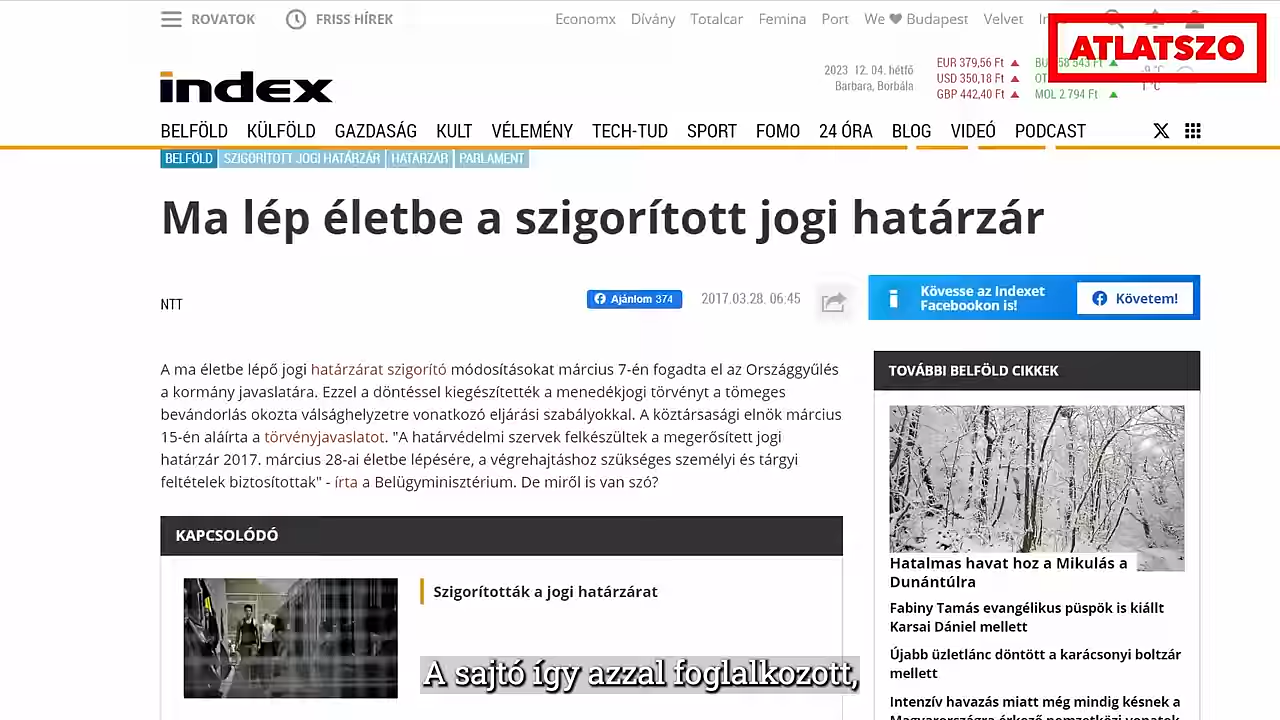 ROVATOK
FRISS HÍREK
Economx Dívány Totalcar Femina Port We Budapest Velvet
ATLATSZO
index
2023 12. 04. hétfő
Barbara, Borbála
EUR 379,56 Ft
USD 350,18 Ft
GBP 442,40 Ft
MOL 2 794 Ft
1 °C
BELFÖLD KÜLFÖLD GAZDASÁG KULT VÉLEMÉNY TECH-TUD SPORT FOMO 24 ÓRA BLOG VIDEÓ PODCAST
BELFÖLD SZIGORÍTOTT JOGI HATÁRZÁR HATÁRZÁR PARLAMENT
Ma lép életbe a szigorított jogi határzár
NTT
Ajánlom 374
2017.03.28. 06:45
Kövesse az Indexet
Facebookon is!
Követem!
A ma életbe lépő jogi határzárat szigorító módosításokat március 7-én fogadta el az Országgyűlés
a kormány javaslatára. Ezzel a döntéssel kiegészítették a menedékjogi törvényt a tömeges
bevándorlás okozta válsághelyzetre vonatkozó eljárási szabályokkal. A köztársasági elnök március
15-én aláírta a törvényjavaslatot. "A határvédelmi szervek felkészültek a megerősített jogi
határzár 2017. március 28-ai életbe lépésére, a végrehajtáshoz szükséges személyi és tárgyi
feltételek biztosítottak" - írta a Belügyminisztérium. De miről is van szó?
KAPCSOLÓDÓ
Szigorították a jogi határzárat
TOVÁBBI BELFÖLD CIKKEK
Hatalmas havat hoz a Mikulás a
Dunántúlra
Fabiny Tamás evangélikus püspök is kiállt
Karsai Dániel mellett
Újabb üzletlánc döntött a karácsonyi boltzár
mellett
Intenzív havazás miatt még mindig késnek a
Magyarországra érkező nemzetközi vonatok
A sajtó így azzal foglalkozott,